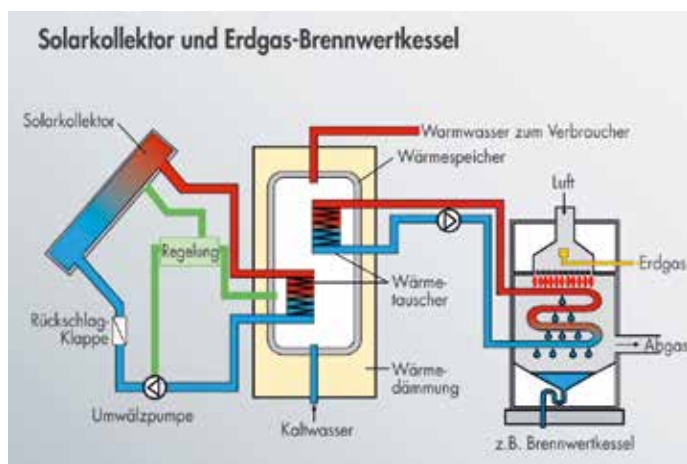 Solarkollektor und Erdgas-Brennwertkessel
Solarkollektor
Warmwasser zum Verbraucher
Wärmespeicher
Luft
Regelung
Erdgas
Wärme-
tauscher
Rückschlag-
Klappe
Abgas
Wärme-
dämmung
Umwälzpumpe
Kaltwasser
z.B. Brennwertkessel